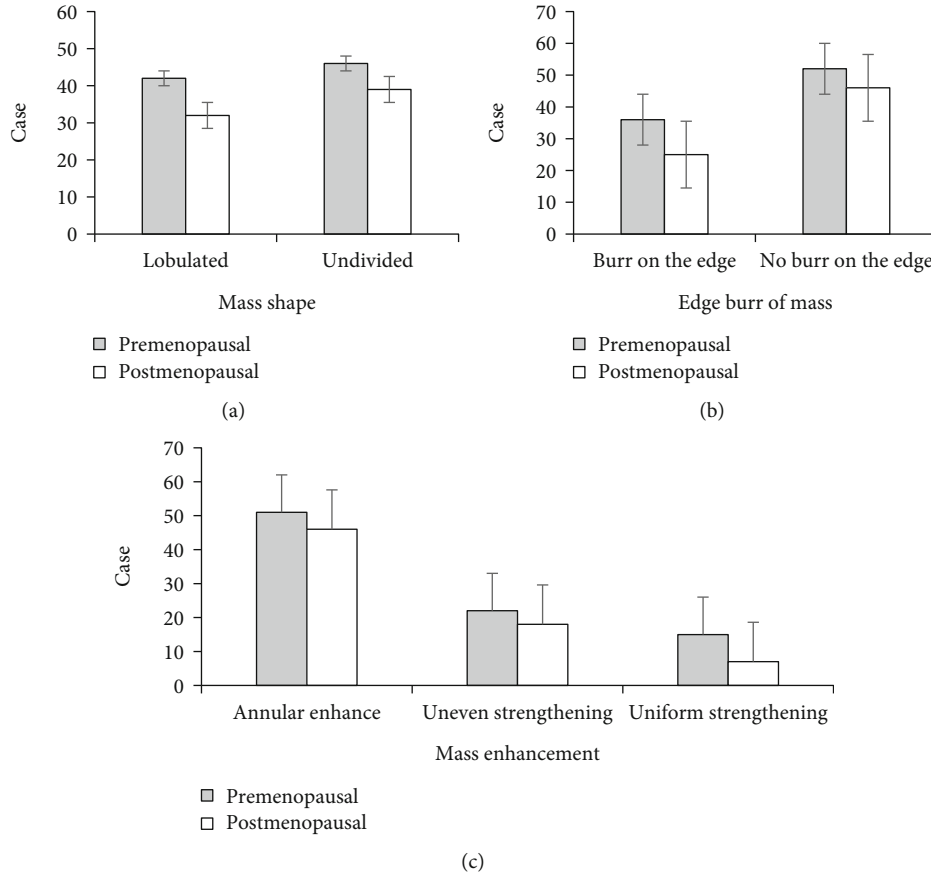 60
50
40
30
20
10
0
Case
Lobulated Undivided
Mass shape
Premenopausal
Postmenopausal
(a)
70
60
50
40
30
20
10
0
Case
Burr on the edge No burr on the edge
Edge burr of mass
Premenopausal
Postmenopausal
(b)
70
60
50
40
30
20
10
0
Case
Annular enhance Uneven strengthening Uniform strengthening
Mass enhancement
Premenopausal
Postmenopausal
(c)